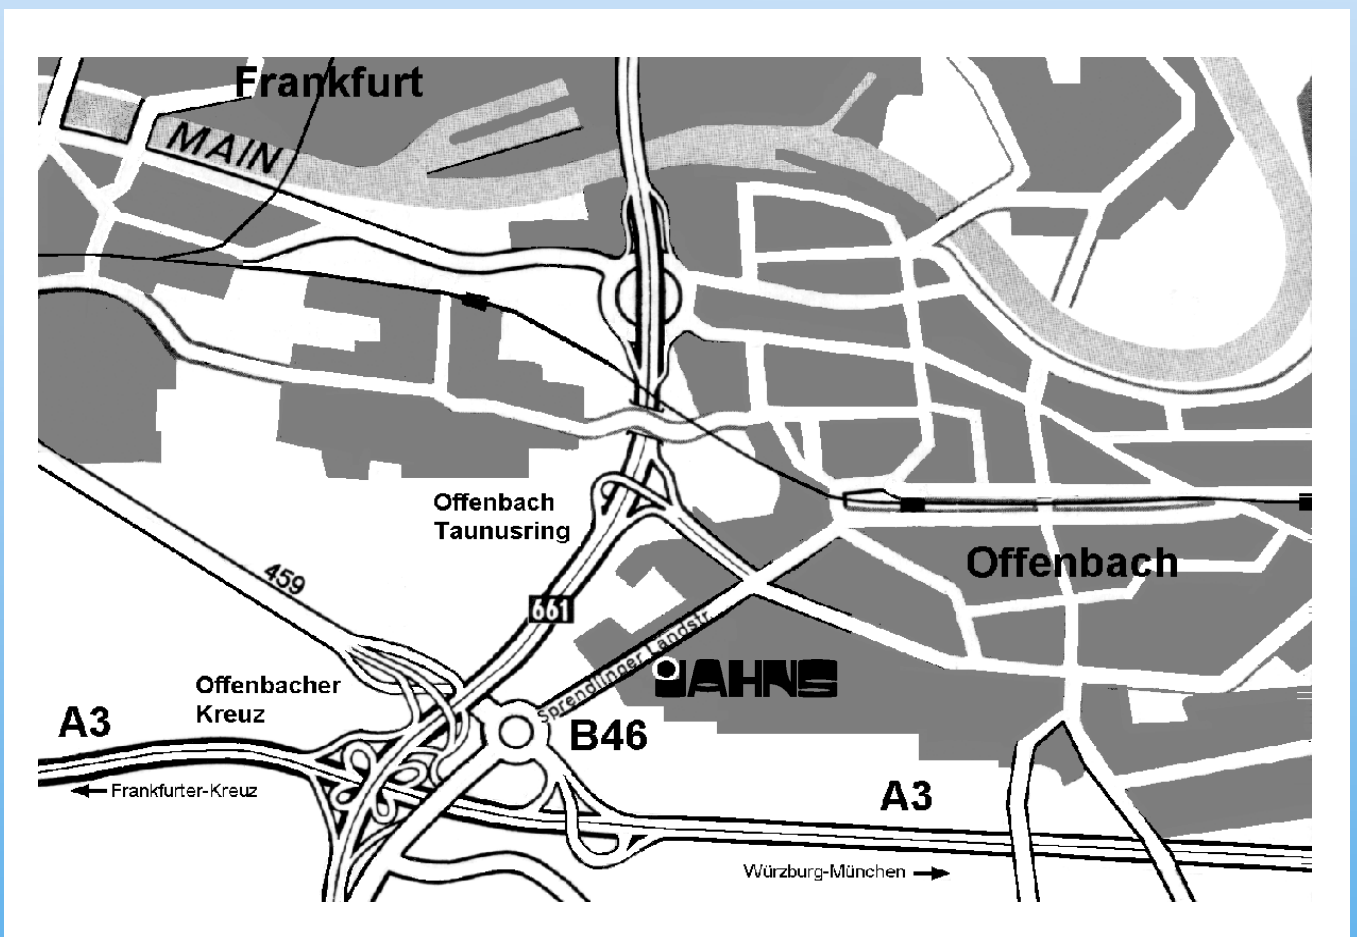 Frankfurt
MAIN
Offenbach
Taunusring
Offenbach
459
661
Sprendlinger Landstr.
JAHNS
Offenbacher
Kreuz
A3
B46
Frankfurter-Kreuz
A3
Würzburg-München